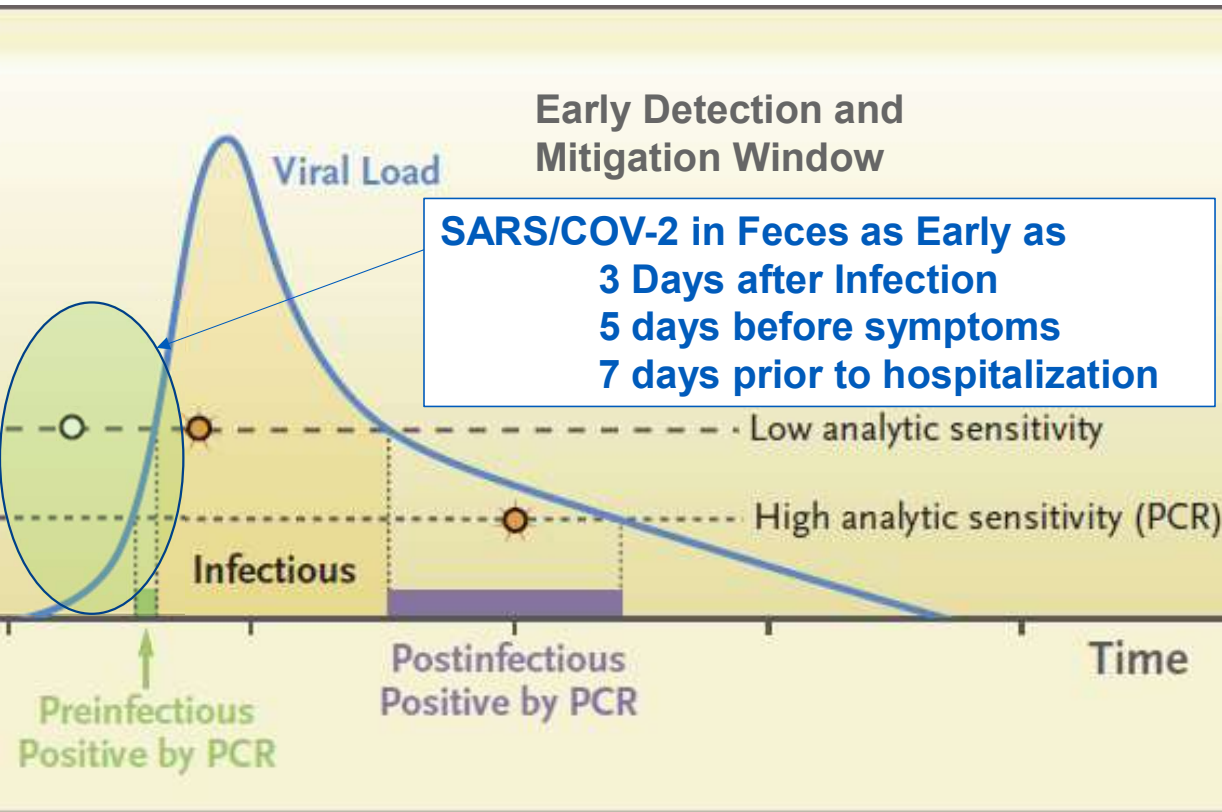 Early Detection and
Mitigation Window
Viral Load
SARS/COV-2 in Feces as Early as
3 Days after Infection
5 days before symptoms
7 days prior to hospitalization
Low analytic sensitivity
High analytic sensitivity (PCR)
Infectious
Time
Postinfectious
Positive by PCR
Preinfectious
Positive by PCR